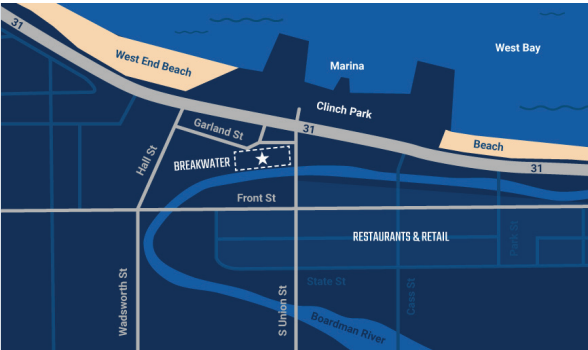 31
West End Beach
West Bay
Marina
Clinch Park
Garland St
31
Hall St
BREAKWATER
Beach
31
Front St
RESTAURANTS & RETAIL
Park St
State St
Cass St
Wadsworth St
S Union St
Boardman River